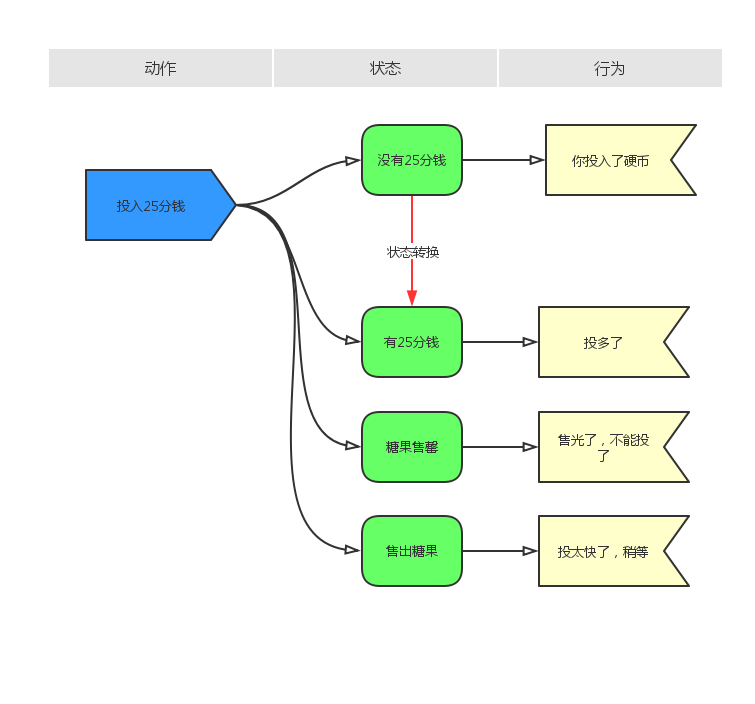 动作
状态
行为
没有25分钱
你投入了硬币
投入25分钱
状态转换
有25分钱
投多了
糖果售罄
售光了，不能投
了
售出糖果
投太快了，稍等